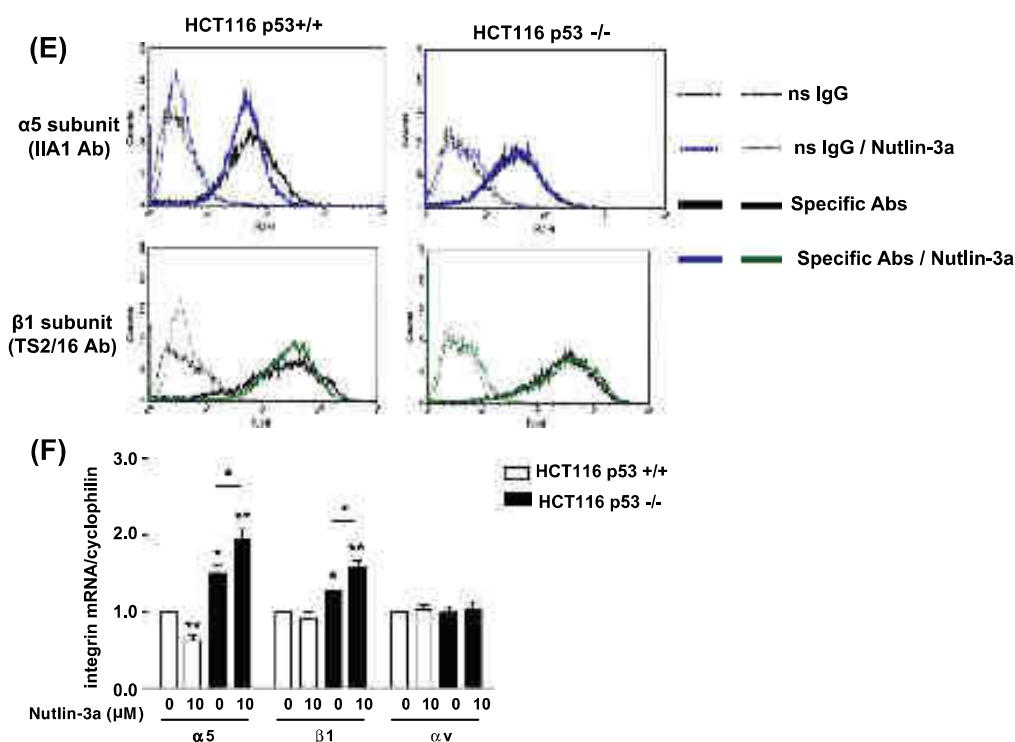 HCT116 p53+/+
HCT116 p53 -/-
(E)
α5 subunit
(IIA1 Ab)
ns IgG
ns IgG / Nutlin-3a
Specific Abs
Specific Abs / Nutlin-3a
β1 subunit
(TS2/16 Ab)
(F)
integrin mRNA/cyclophilin
3.0
2.0
1.0
0.0
HCT116 p53 +/+
HCT116 p53 -/-
*
**
*
**
**
*
*
*
Nutlin-3a (µM)
0 10 0 10 0 10 0 10 0 10 0 10
α5 β1 αv